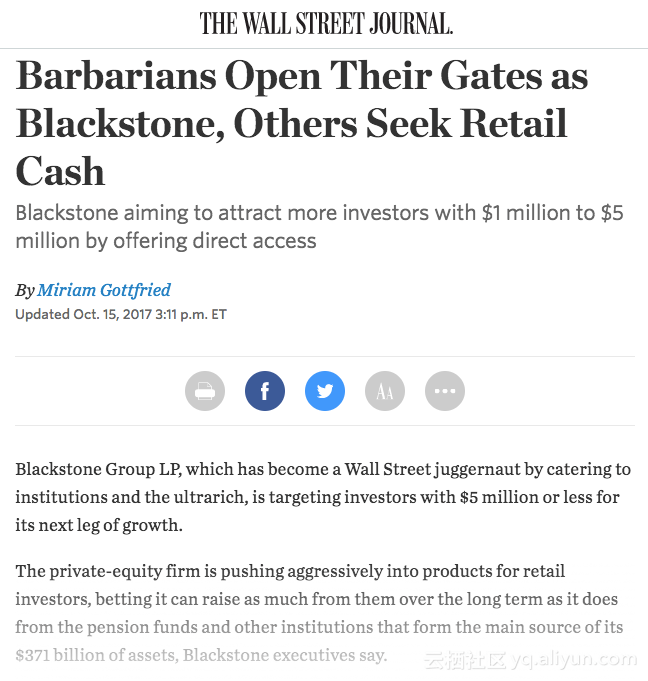 THE WALL STREET JOURNAL.
Barbarians Open Their Gates as
Blackstone, Others Seek Retail
Cash
Blackstone aiming to attract more investors with $1 million to $5
million by offering direct access
By Miriam Gottfried
Updated Oct. 15, 2017 3:11 p.m. ET
f
AA
Blackstone Group LP, which has become a Wall Street juggernaut by catering to
institutions and the ultrarich, is targeting investors with $5 million or less for
its next leg of growth.
The private-equity firm is pushing aggressively into products for retail
investors, betting it can raise as much from them over the long term as it does
from the pension funds and other institutions that form the main source of its
$371 billion of assets, Blackstone executives say.
云栖社区 yq.aliyun.com